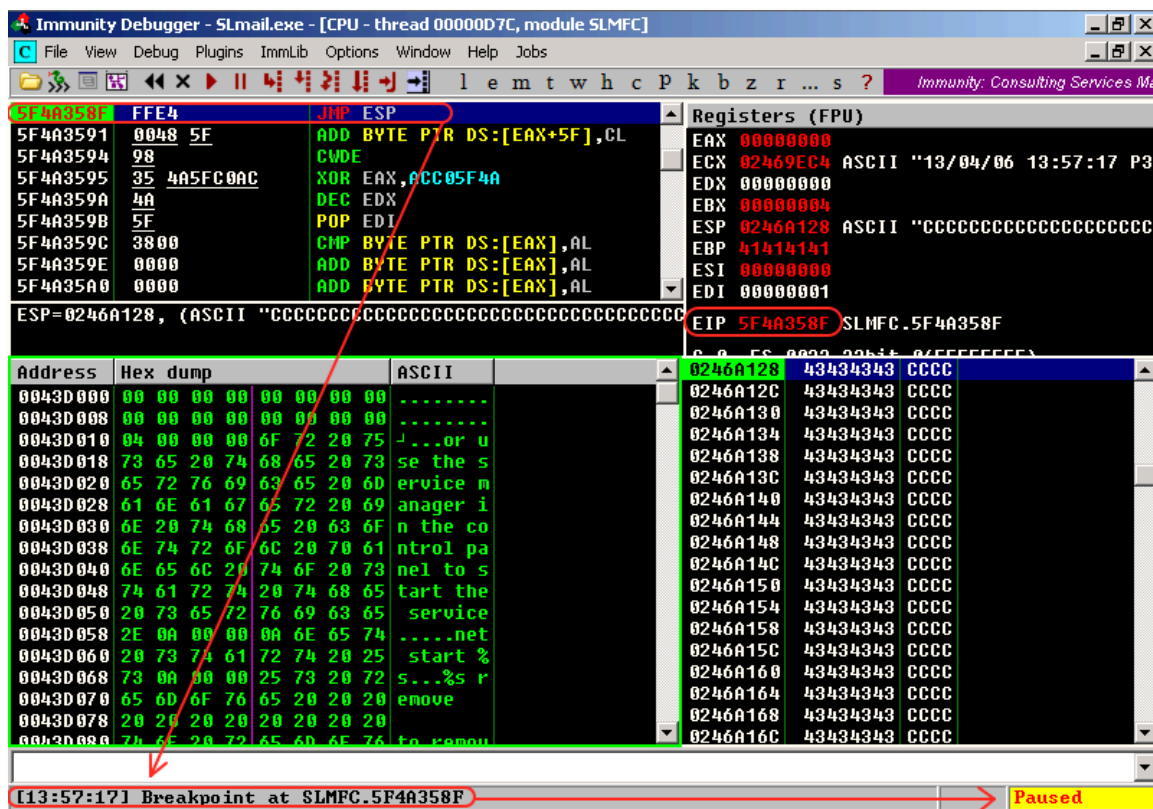 Immunity Debugger - SLmail.exe - [CPU - thread 00000D7C, module SLMFC]
C File View Debug Plugins ImmLib Options Window Help Jobs
l e m t w h c P k b z r ... s ? Immunity: Consulting Services Ma
5F4A358F FFE4 JMP ESP
5F4A3591 0048 5F ADD BYTE PTR DS:[EAX+5F],CL
5F4A3594 98 CWDE
5F4A3595 35 4A5FC0AC XOR EAX,ACC05F4A
5F4A359A 4A DEC EDX
5F4A359B 5F POP EDI
5F4A359C 3800 CMP BYTE PTR DS:[EAX],AL
5F4A359E 0000 ADD BYTE PTR DS:[EAX],AL
5F4A35A0 0000 ADD BYTE PTR DS:[EAX],AL
ESP=0246A128, (ASCII "CCCCCCCCCCCCCCCCCCCCCCCCCCCCCCCCCCCCC
Registers (FPU)
EAX 00000000
ECX 02469EC4 ASCII "13/04/06 13:57:17 P3
EDX 00000000
EBX 00000004
ESP 0246A128 ASCII "CCCCCCCCCCCCCCCCCCC
EBP 41414141
ESI 00000000
EDI 00000001
EIP 5F4A358F SLMFC.5F4A358F
Address Hex dump ASCII
0043D000 00 00 00 00 00 00 00 00 ........
0043D008 00 00 00 00 00 00 00 00 ........
0043D010 04 00 00 00 6F 72 20 75 ┘...or u
0043D018 73 65 20 74 68 65 20 73 se the s
0043D020 65 72 76 69 63 65 20 6D ervice m
0043D028 61 6E 61 67 65 72 20 69 anager i
0043D030 6E 20 74 68 65 20 63 6F n the co
0043D038 6E 74 72 6F 6C 20 70 61 ntrol pa
0043D040 6E 65 6C 20 74 6F 20 73 nel to s
0043D048 74 61 72 74 20 74 68 65 tart the
0043D050 20 73 65 72 76 69 63 65 service
0043D058 2E 0A 00 00 0A 6E 65 74 .....net
0043D060 20 73 74 61 72 74 20 25 start %
0043D068 73 0A 00 00 25 73 20 72 s...%s r
0043D070 65 6D 6F 76 65 20 20 20 emove
0043D078 20 20 20 20 20 20 20 20
0043D080 74 6F 20 72 65 6D 6F 76 to remov
0246A128 43434343 CCCC
0246A12C 43434343 CCCC
0246A130 43434343 CCCC
0246A134 43434343 CCCC
0246A138 43434343 CCCC
0246A13C 43434343 CCCC
0246A140 43434343 CCCC
0246A144 43434343 CCCC
0246A148 43434343 CCCC
0246A14C 43434343 CCCC
0246A150 43434343 CCCC
0246A154 43434343 CCCC
0246A158 43434343 CCCC
0246A15C 43434343 CCCC
0246A160 43434343 CCCC
0246A164 43434343 CCCC
0246A168 43434343 CCCC
0246A16C 43434343 CCCC
[13:57:17] Breakpoint at SLMFC.5F4A358F Paused